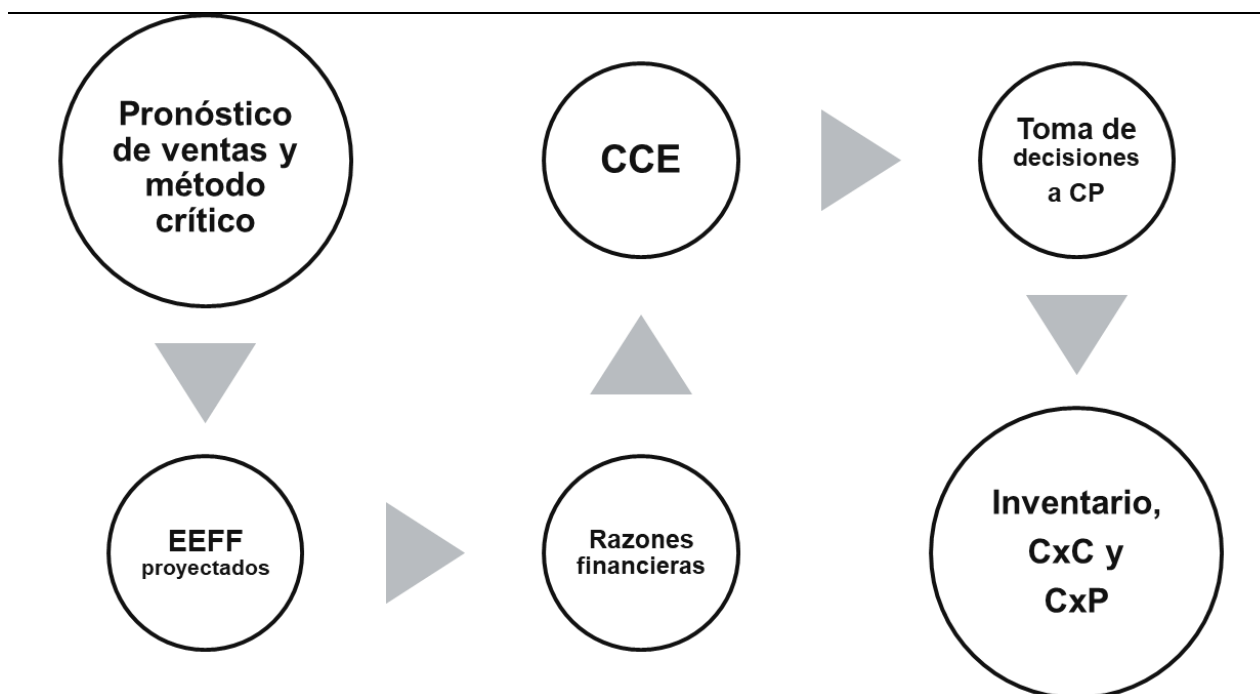 Pronóstico
de ventas y
método
crítico
EEFF
proyectados
Razones
financieras
CCE
Toma de
decisiones
a CP
Inventario,
CxC y
CxP